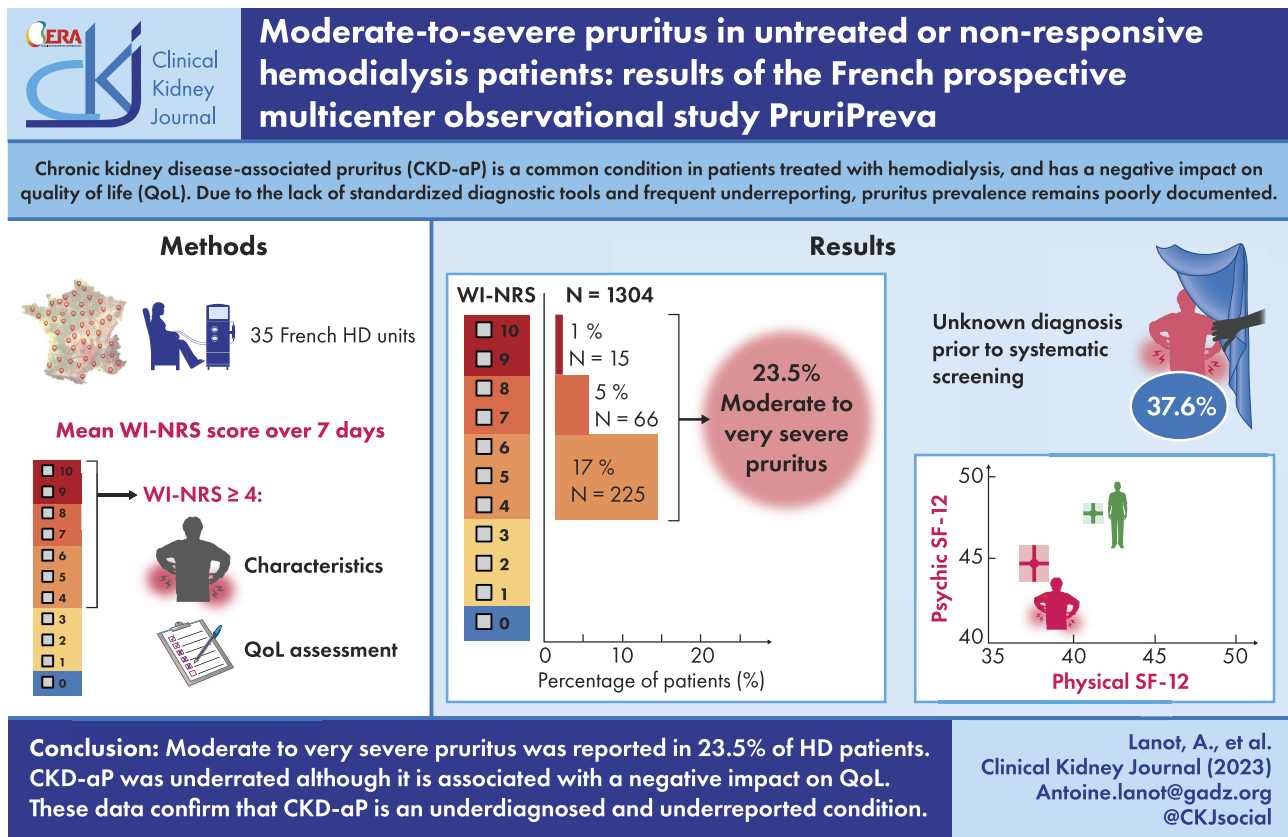 ERA
CKJ
Clinical
Kidney
Journal
Moderate-to-severe pruritus in untreated or non-responsive
hemodialysis patients: results of the French prospective
multicenter observational study PruriPreva
Chronic kidney disease-associated pruritus (CKD-aP) is a common condition in patients treated with hemodialysis, and has a negative impact on
quality of life (QoL). Due to the lack of standardized diagnostic tools and frequent underreporting, pruritus prevalence remains poorly documented.
Methods
35 French HD units
Mean WI-NRS score over 7 days
10
9
8
7
6
5
4
3
2
1
0
WI-NRS ≥ 4:
Characteristics
QoL assessment
Results
WI-NRS
N = 1304
10
9
8
7
6
5
4
3
2
1
0
1 %
N = 15
5 %
N = 66
17 %
N = 225
0
10
20
Percentage of patients (%)
23.5%
Moderate to
very severe
pruritus
Unknown diagnosis
prior to systematic
screening
37.6%
Psychic SF-12
50
45
40
35
40
45
50
Physical SF-12
Conclusion: Moderate to very severe pruritus was reported in 23.5% of HD patients.
CKD-aP was underrated although it is associated with a negative impact on QoL.
These data confirm that CKD-aP is an underdiagnosed and underreported condition.
Lanot, A., et al.
Clinical Kidney Journal (2023)
Antoine.lanot@gadz.org
@CKJsocial